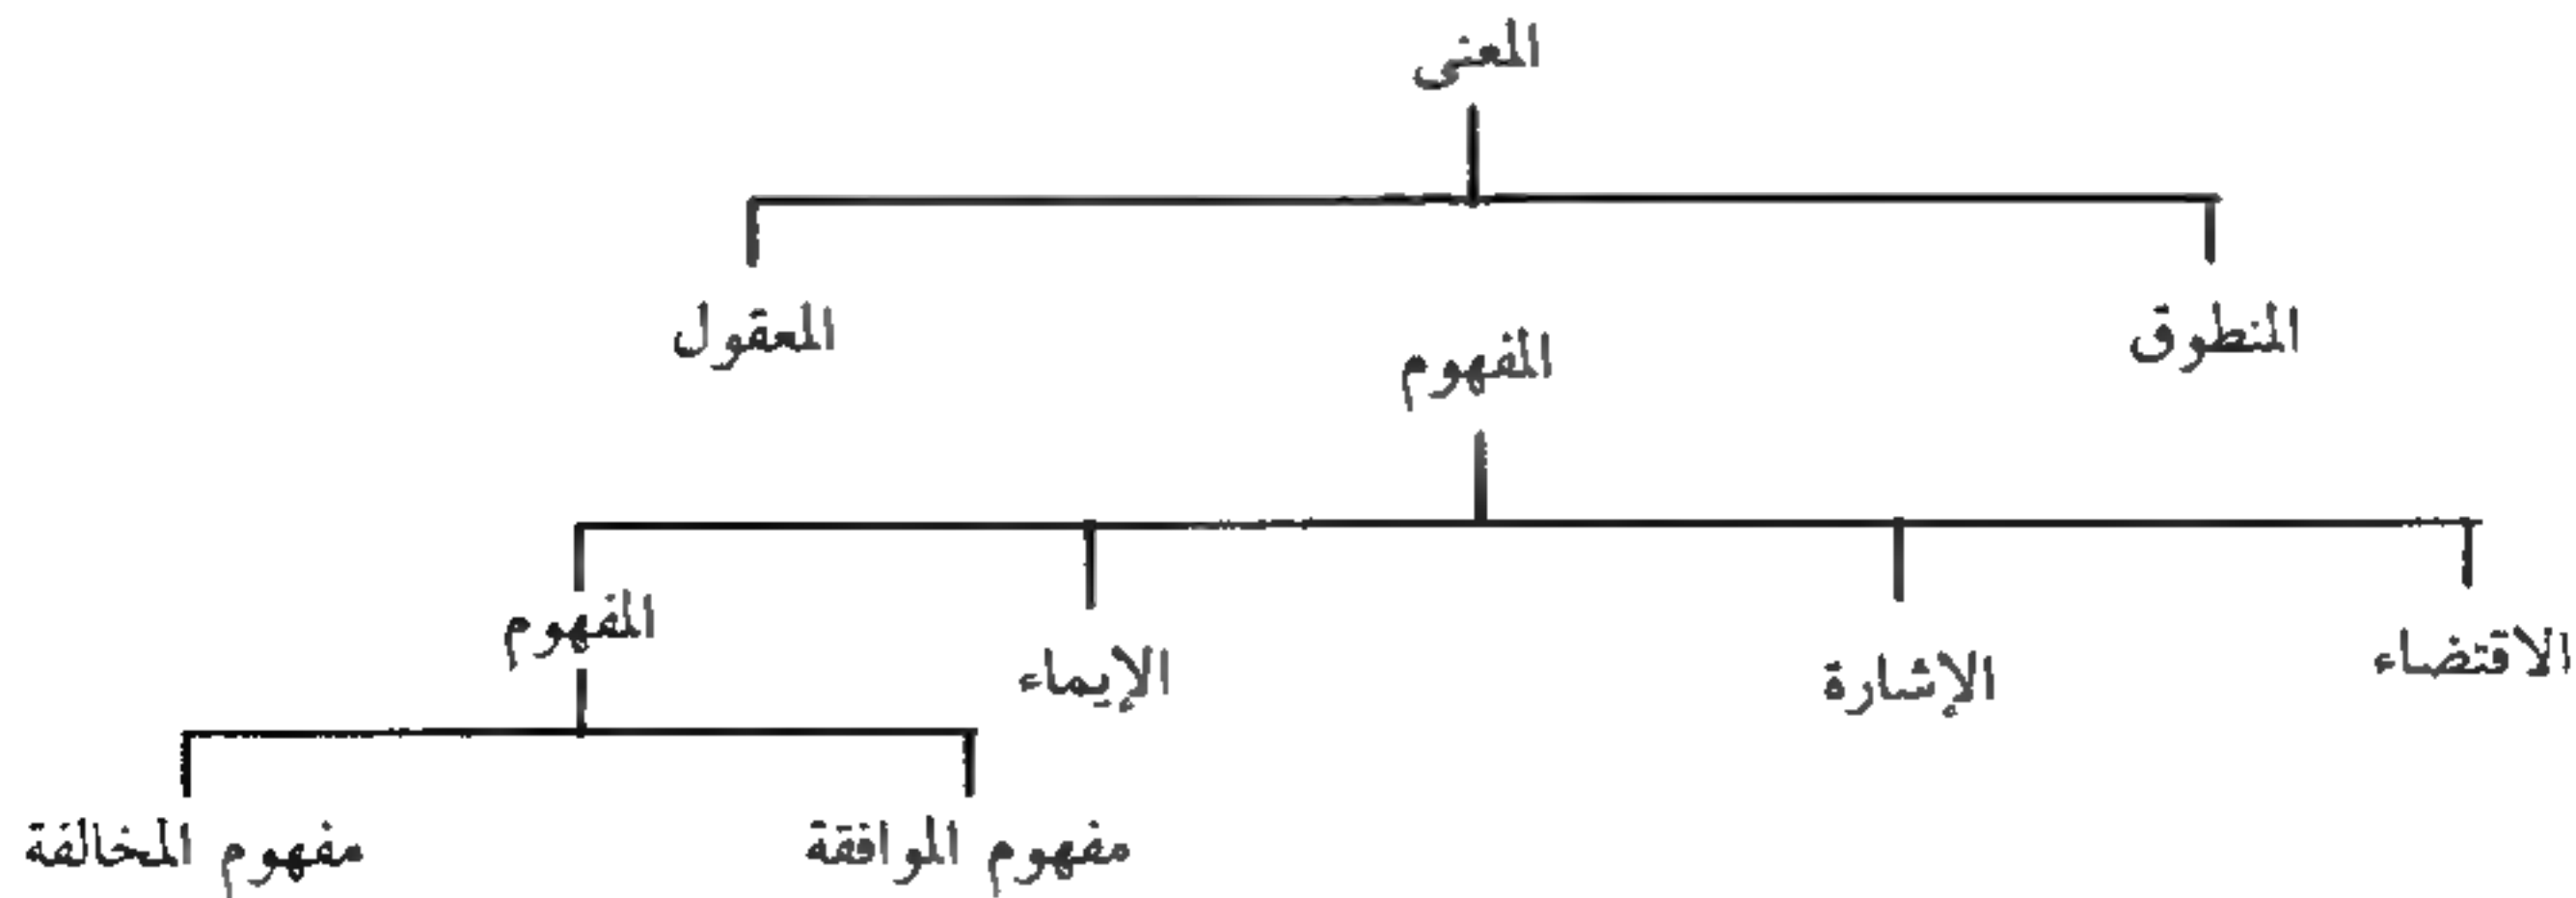 المعنى
المنطوق
المفهوم
المعقول
الاقتضاء
الإشارة
الإيماء
المفهوم
مفهوم الموافقة
مفهوم المخالفة